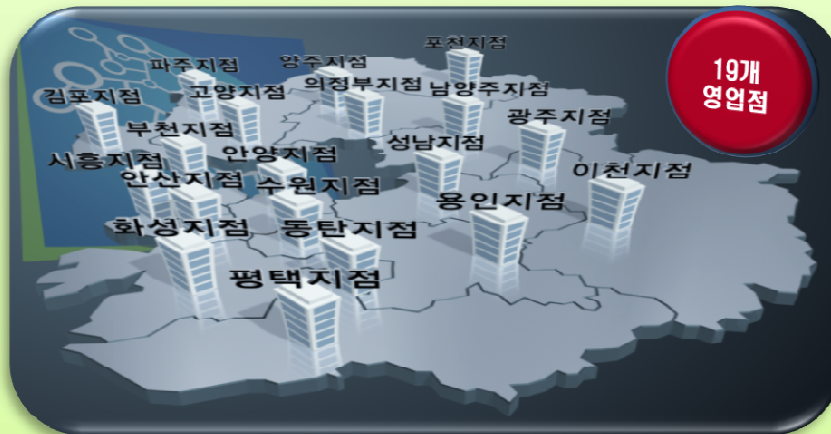 포천지점
양주지점
파주지점
의정부지점
남양주지점
김포지점
고양지점
광주지점
부천지점
성남지점
시흥지점
안양지점
이천지점
안산지점
수원지점
용인지점
화성지점
동탄지점
평택지점
19개
영업점